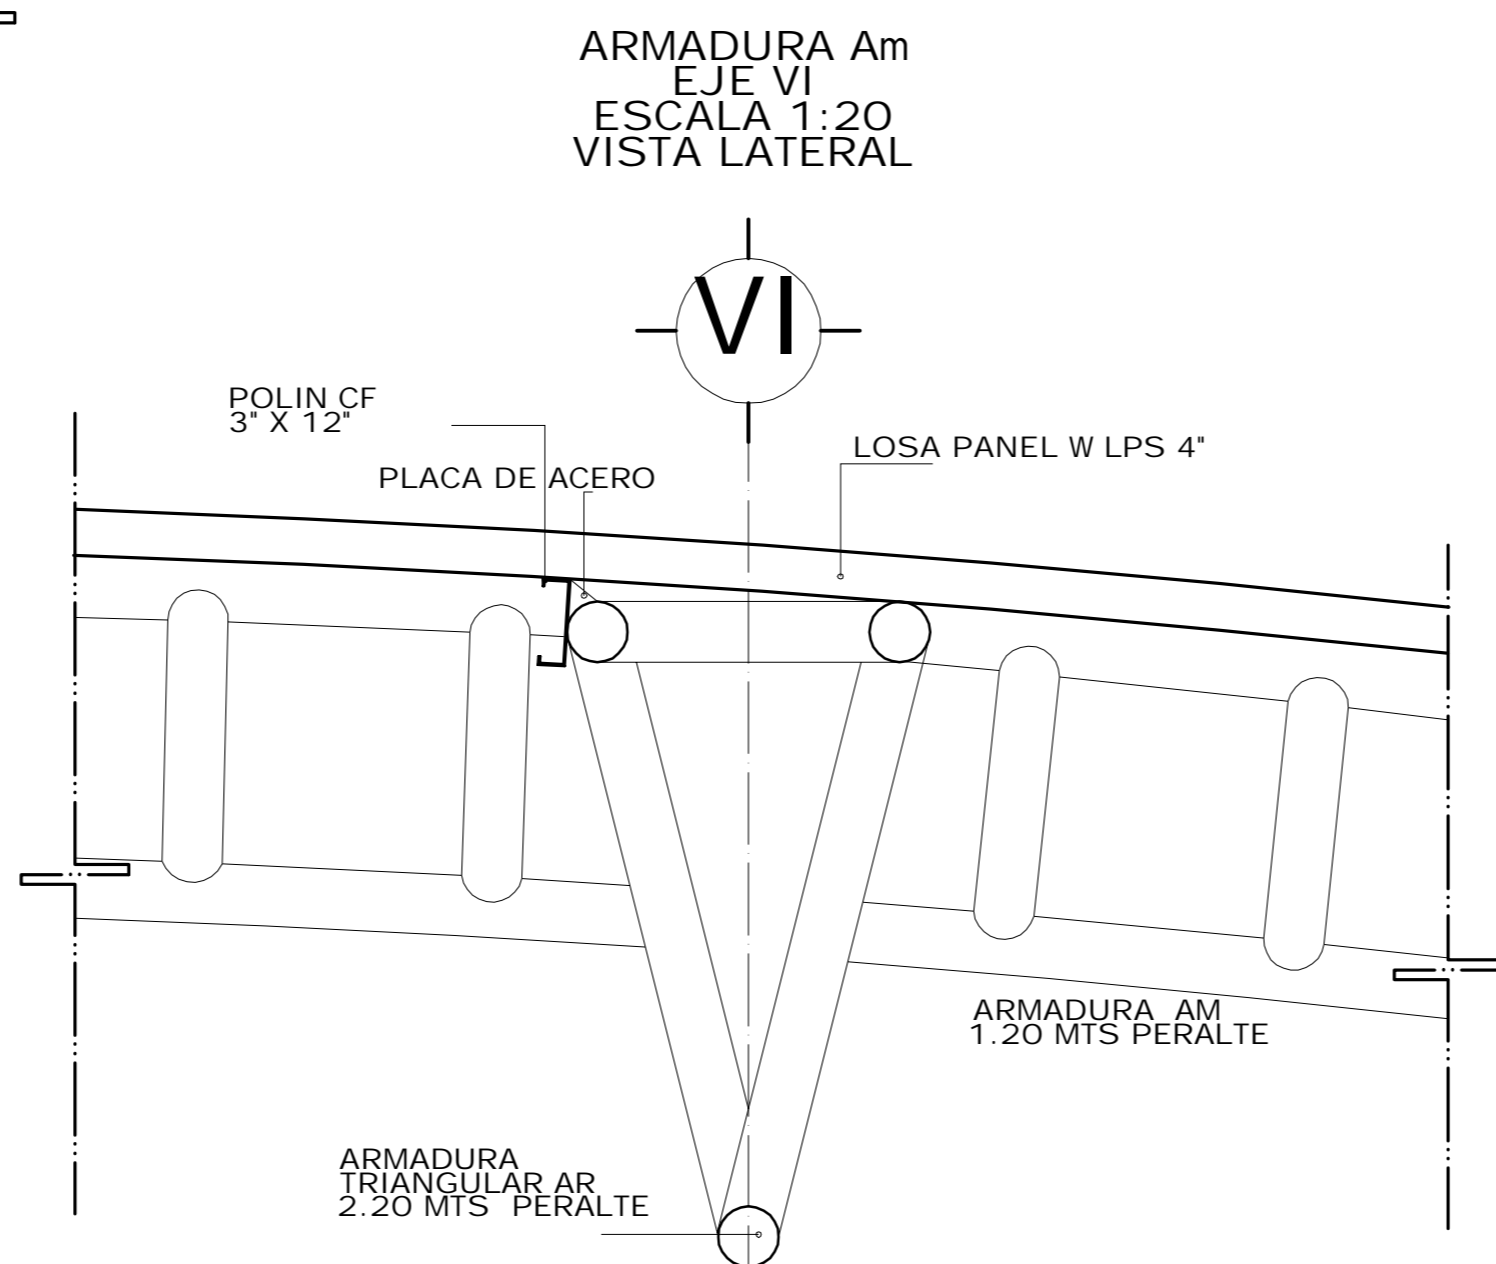 ARMADURA Am
EJE VI
ESCALA 1:20
VISTA LATERAL
VI
POLIN CF
3" X 12"
PLACA DE ACERO
LOSA PANEL W LPS 4"
ARMADURA AM
1.20 MTS PERALTE
ARMADURA
TRIANGULAR AR
2.20 MTS PERALTE